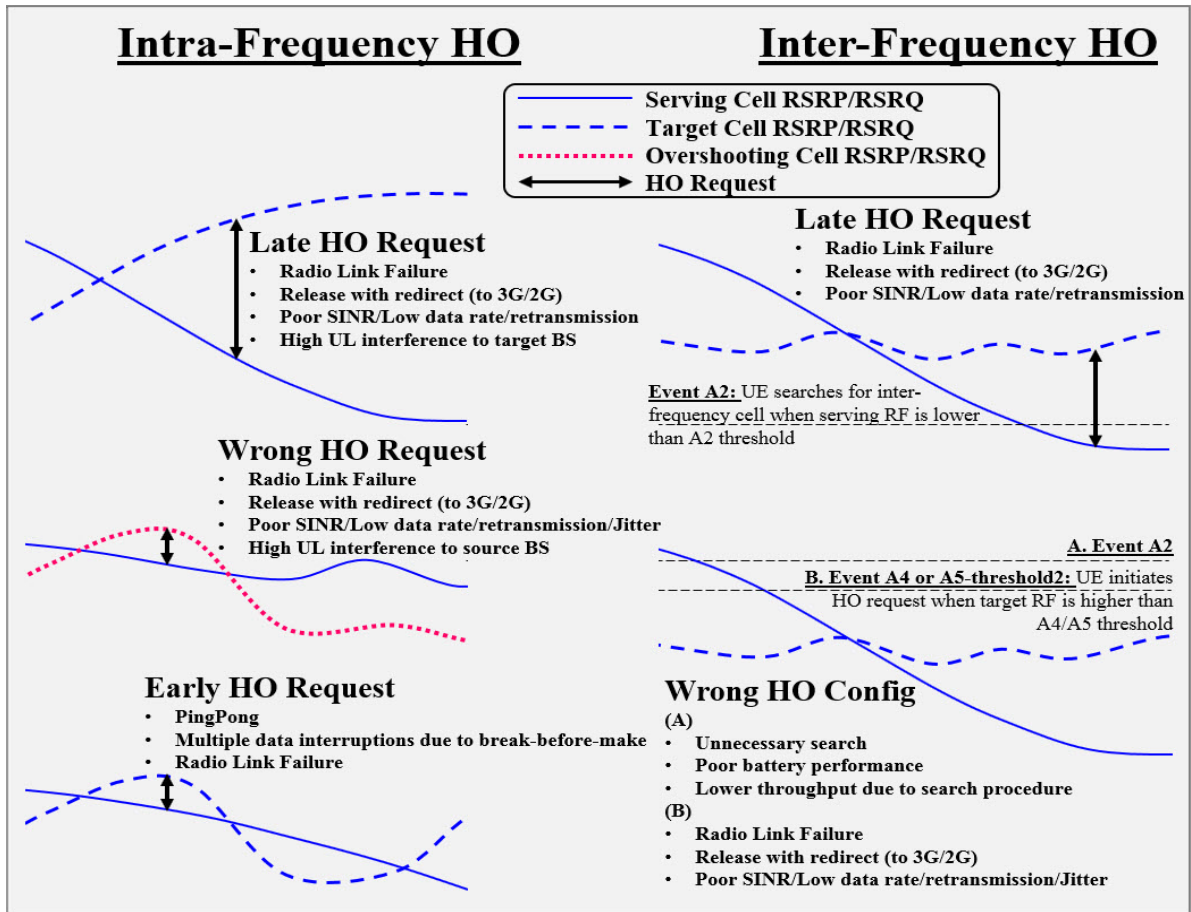 Intra-Frequency HO
Inter-Frequency HO
Serving Cell RSRP/RSRQ
Target Cell RSRP/RSRQ
Overshooting Cell RSRP/RSRQ
HO Request
Late HO Request
• Radio Link Failure
• Release with redirect (to 3G/2G)
• Poor SINR/Low data rate/retransmission
• High UL interference to target BS
Wrong HO Request
• Radio Link Failure
• Release with redirect (to 3G/2G)
• Poor SINR/Low data rate/retransmission/Jitter
• High UL interference to source BS
Early HO Request
• PingPong
• Multiple data interruptions due to break-before-make
• Radio Link Failure
Late HO Request
• Radio Link Failure
• Release with redirect (to 3G/2G)
• Poor SINR/Low data rate/retransmission
Event A2: UE searches for inter-
frequency cell when serving RF is lower
than A2 threshold
A. Event A2
B. Event A4 or A5-threshold2: UE initiates
HO request when target RF is higher than
A4/A5 threshold
Wrong HO Config
(A)
• Unnecessary search
• Poor battery performance
• Lower throughput due to search procedure
(B)
• Radio Link Failure
• Release with redirect (to 3G/2G)
• Poor SINR/Low data rate/retransmission/Jitter